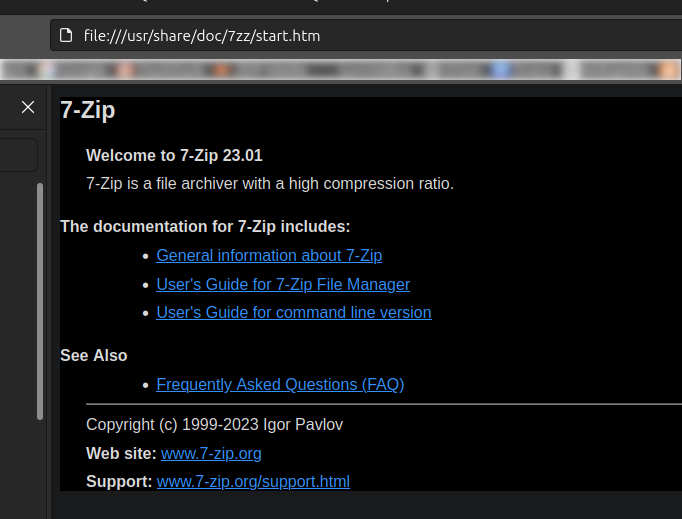 file:///usr/share/doc/7zz/start.htm
7-Zip
Welcome to 7-Zip 23.01
7-Zip is a file archiver with a high compression ratio.
The documentation for 7-Zip includes:
• General information about 7-Zip
• User's Guide for 7-Zip File Manager
• User's Guide for command line version
See Also
• Frequently Asked Questions (FAQ)
Copyright (c) 1999-2023 Igor Pavlov
Web site: www.7-zip.org
Support: www.7-zip.org/support.html